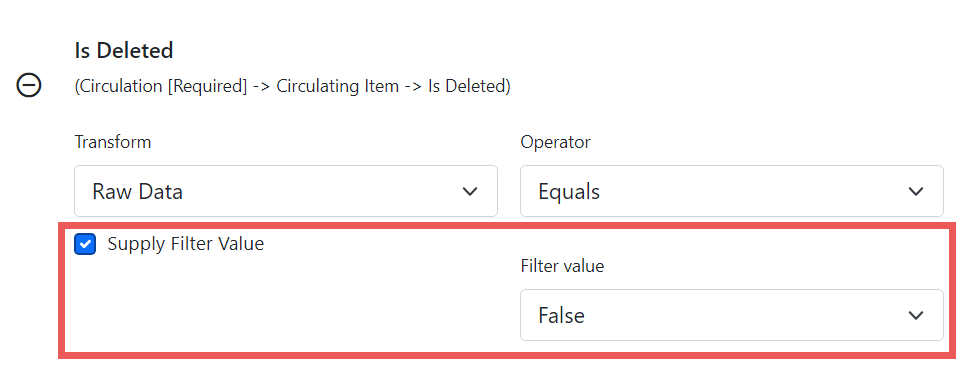 Is Deleted
(Circulation [Required] -> Circulating Item -> Is Deleted)
Transform
Operator
Raw Data
Equals
Supply Filter Value
Filter value
False